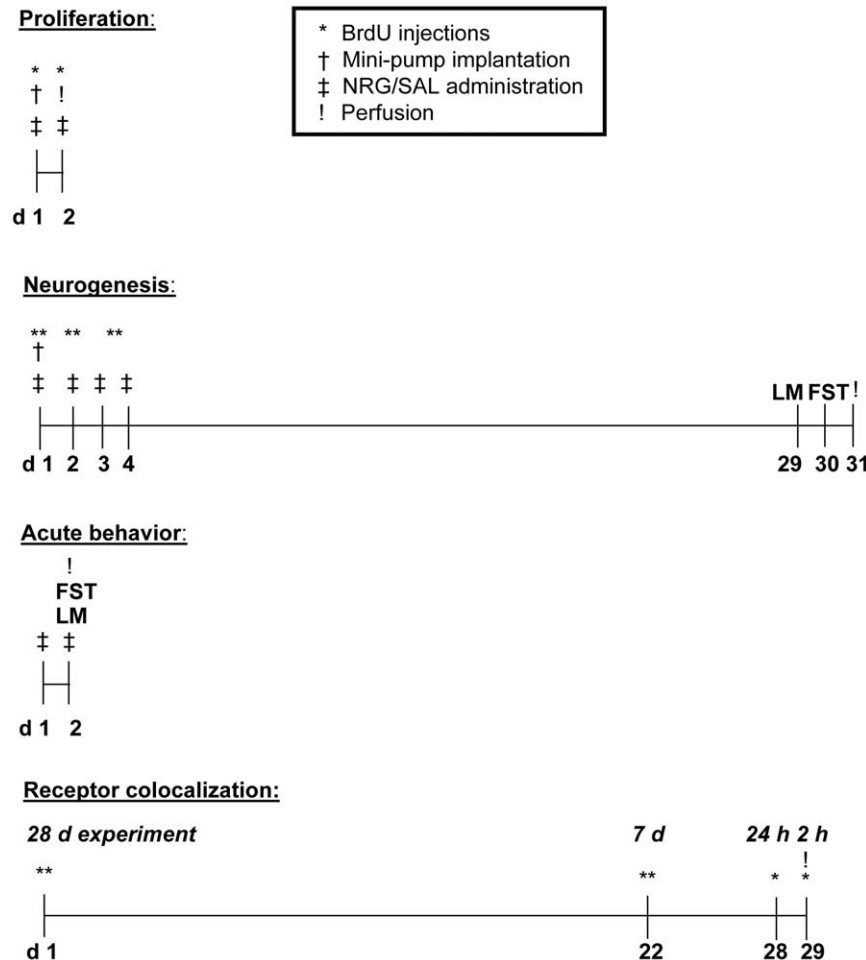 Proliferation:
* BrdU injections
† Mini-pump implantation
‡ NRG/SAL administration
! Perfusion
* *
† !
‡ ‡
d 1 2
Neurogenesis:
** ** **
†
‡ ‡ ‡ ‡
LM FST !
d 1 2 3 4 29 30 31
Acute behavior:
!
FST
LM
‡ ‡
d 1 2
Receptor colocalization:
28 d experiment 7 d 24 h 2 h
!
** ** * *
d 1 22 28 29